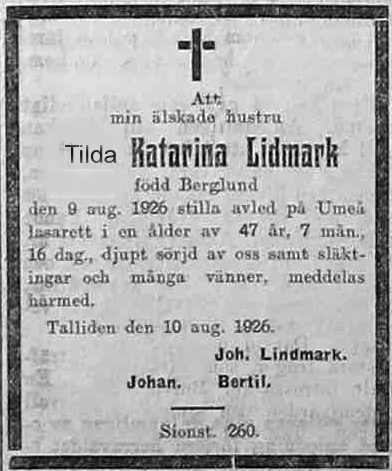 Att
min älskade hustru
Tilda Katarina Lidmark
född Berglund
den 9 aug. 1926 stilla avled på Umeå
lasarett i en ålder av 47 år, 7 mån.,
16 dag., djupt sörjd av oss samt släkt-
ingar och många vänner, meddelas
härmed.
Talliden den 10 aug. 1926.
Joh. Lindmark.
Johan. Bertil.
Sionst. 260.